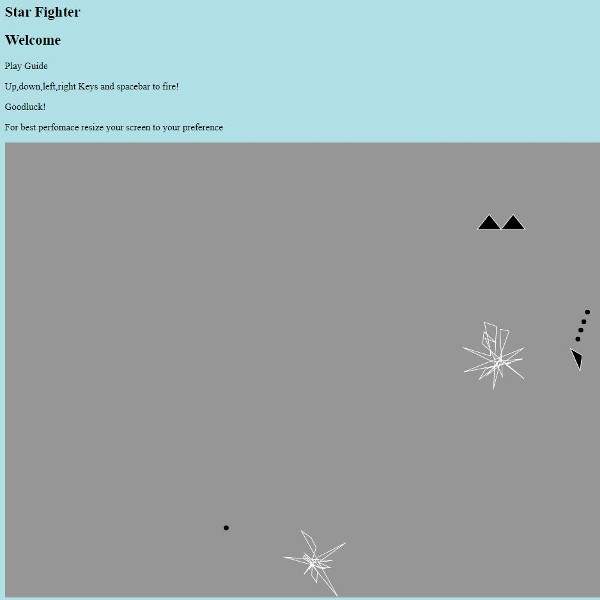 Star Fighter
Welcome
Play Guide
Up,down,left,right Keys and spacebar to fire!
Goodluck!
For best perfomace resize your screen to your preference